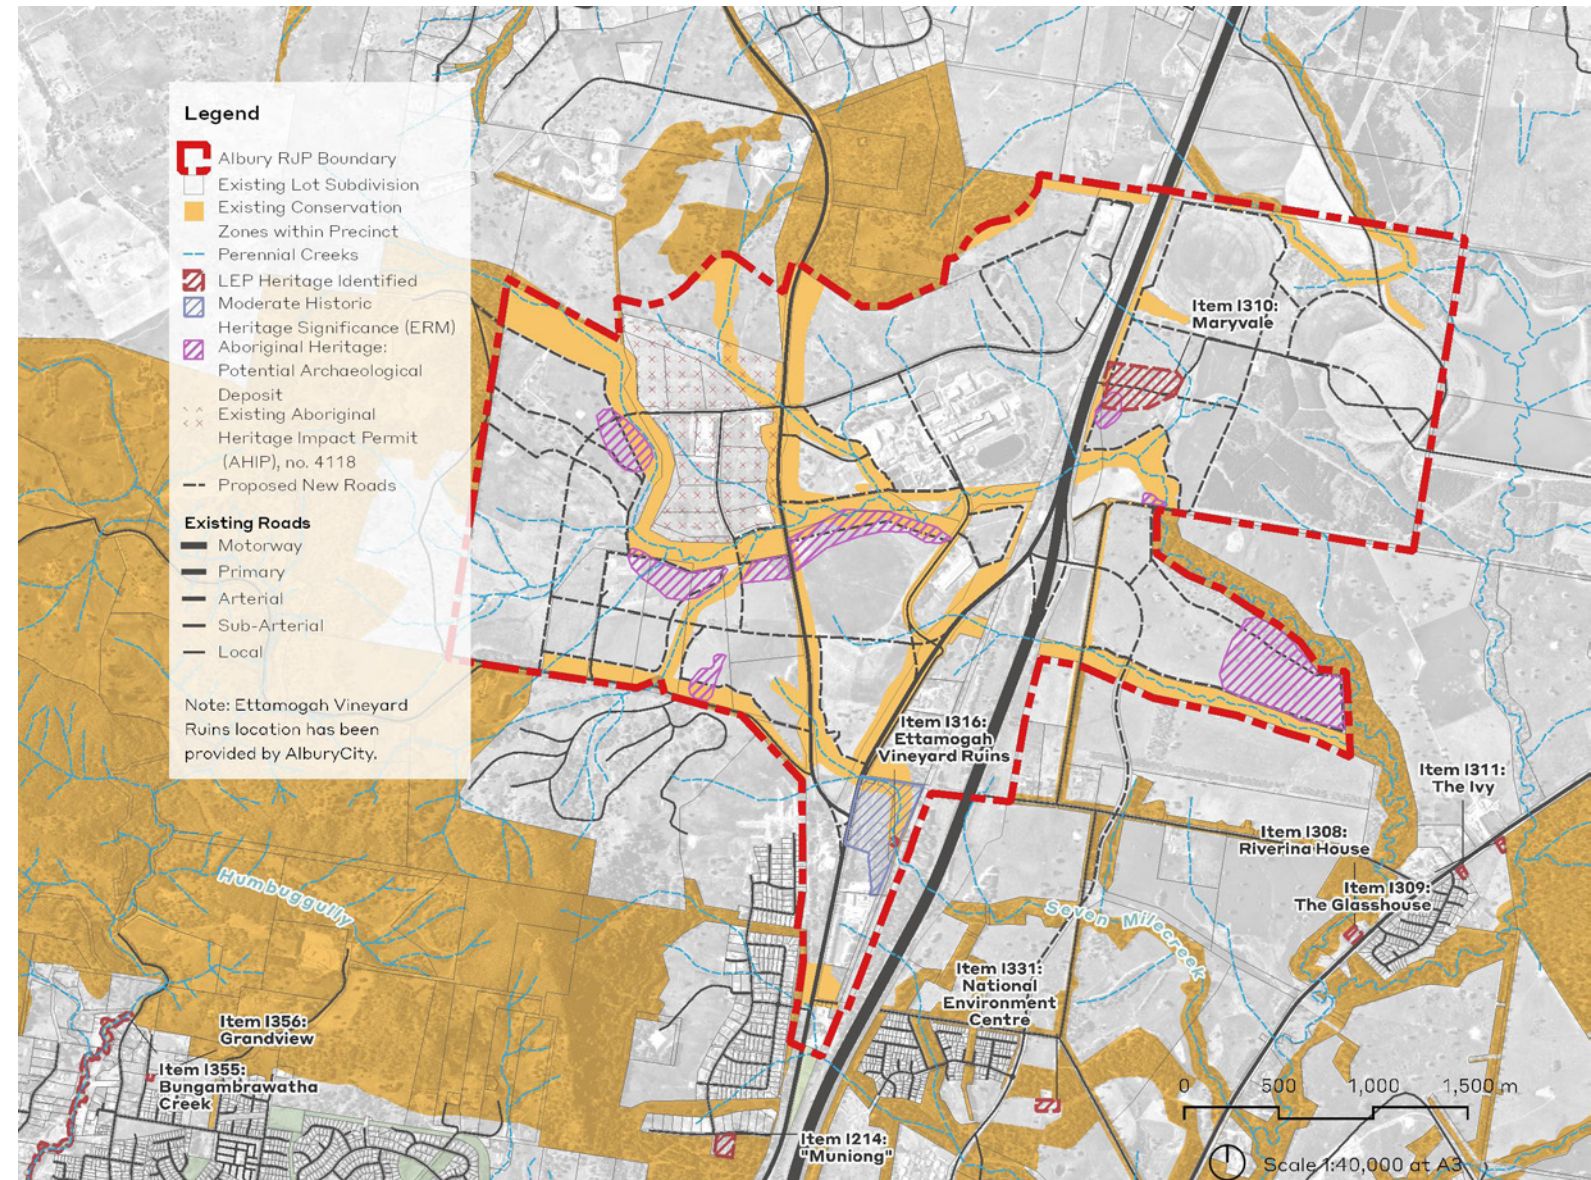 Legend
Albury RJP Boundary
Existing Lot Subdivision
Existing Conservation
Zones within Precinct
Perennial Creeks
LEP Heritage Identified
Moderate Historic
Heritage Significance (ERM)
Aboriginal Heritage:
Potential Archaeological
Deposit
Existing Aboriginal
Heritage Impact Permit
(AHIP), no. 4118
Proposed New Roads
Existing Roads
Motorway
Primary
Arterial
Sub-Arterial
Local
Note: Ettamogah Vineyard
Ruins location has been
provided by AlburyCity.
Item I310:
Maryvale
Item I316:
Ettamogah
Vineyard Ruins
Item I311:
The Ivy
Item I308:
Riverina House
Item I309:
The Glasshouse
Humbuggully
Seven Milecreek
Item I331:
National
Environment
Centre
Item I356:
Grandview
Item I355:
Bungambrawatha
Creek
Item I214:
"Muniong"
0 500 1,000 1,500 m
Scale 1:40,000 at A3